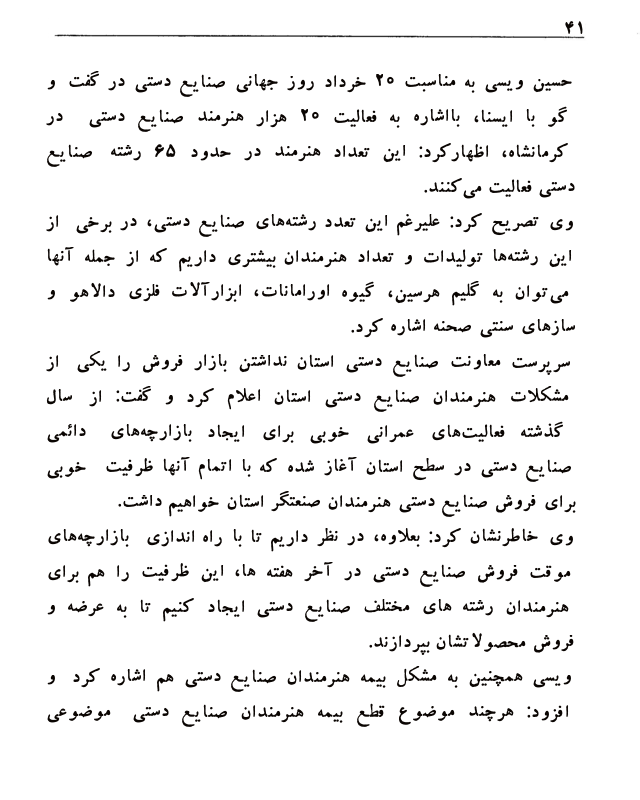 ۴۱
حسین ویسی به مناسبت ۲۰ خرداد روز جهانی صنایع دستی در گفت و
گو با ایسنا، بااشاره به فعالیت ۲۰ هزار هنرمند صنایع دستی در
کرمانشاه، اظهارکرد: این تعداد هنرمند در حدود ۶۵ رشته صنایع
دستی فعالیت می‌کنند.
وی تصریح کرد: علیرغم این تعدد رشته‌های صنایع دستی، در برخی از
این رشته‌ها تولیدات و تعداد هنرمندان بیشتری داریم که از جمله آنها
می‌توان به گلیم هرسین، گیوه اورامانات، ابزارآلات فلزی دالاهو و
سازهای سنتی صحنه اشاره کرد.
سرپرست معاونت صنایع دستی استان نداشتن بازار فروش را یکی از
مشکلات هنرمندان صنایع دستی استان اعلام کرد و گفت: از سال
گذشته فعالیت‌های عمرانی خوبی برای ایجاد بازارچه‌های دائمی
صنایع دستی در سطح استان آغاز شده که با اتمام آنها ظرفیت خوبی
برای فروش صنایع دستی هنرمندان صنعتگر استان خواهیم داشت.
وی خاطرنشان کرد: بعلاوه، در نظر داریم تا با راه اندازی بازارچه‌های
موقت فروش صنایع دستی در آخر هفته ها، این ظرفیت را هم برای
هنرمندان رشته های مختلف صنایع دستی ایجاد کنیم تا به عرضه و
فروش محصولاتشان بپردازند.
ویسی همچنین به مشکل بیمه هنرمندان صنایع دستی هم اشاره کرد و
افزود: هرچند موضوع قطع بیمه هنرمندان صنایع دستی موضوعی